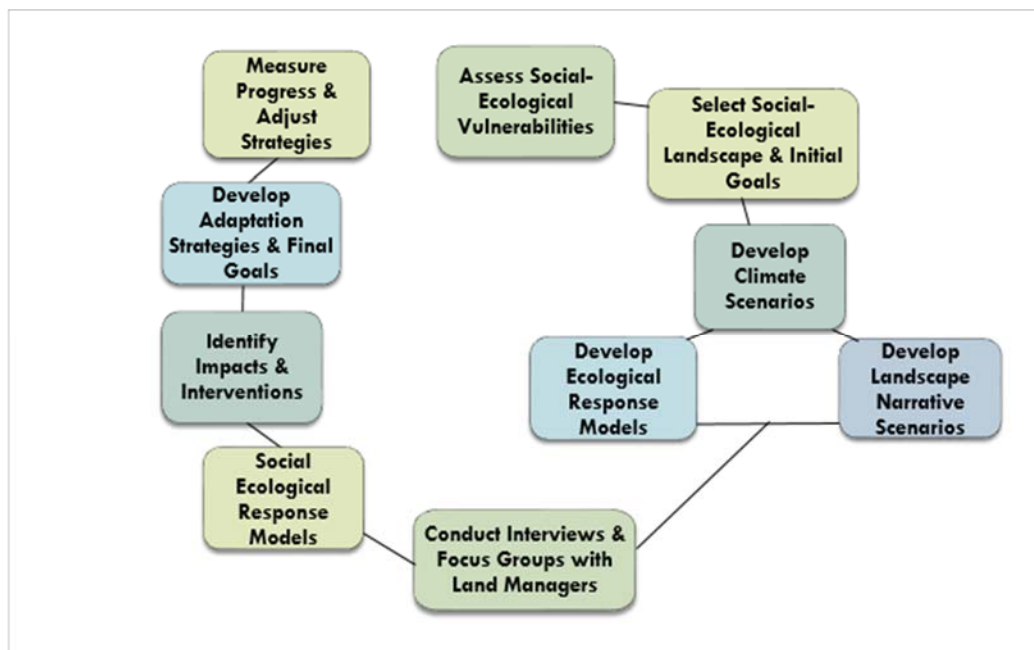 Measure
Progress &
Adjust
Strategies
Assess Social-
Ecological
Vulnerabilities
Select Social-
Ecological
Landscape & Initial
Goals
Develop
Adaptation
Strategies & Final
Goals
Develop
Climate
Scenarios
Identify
Impacts &
Interventions
Develop
Ecological
Response
Models
Develop
Landscape
Narrative
Scenarios
Social
Ecological
Response
Models
Conduct Interviews &
Focus Groups with
Land Managers